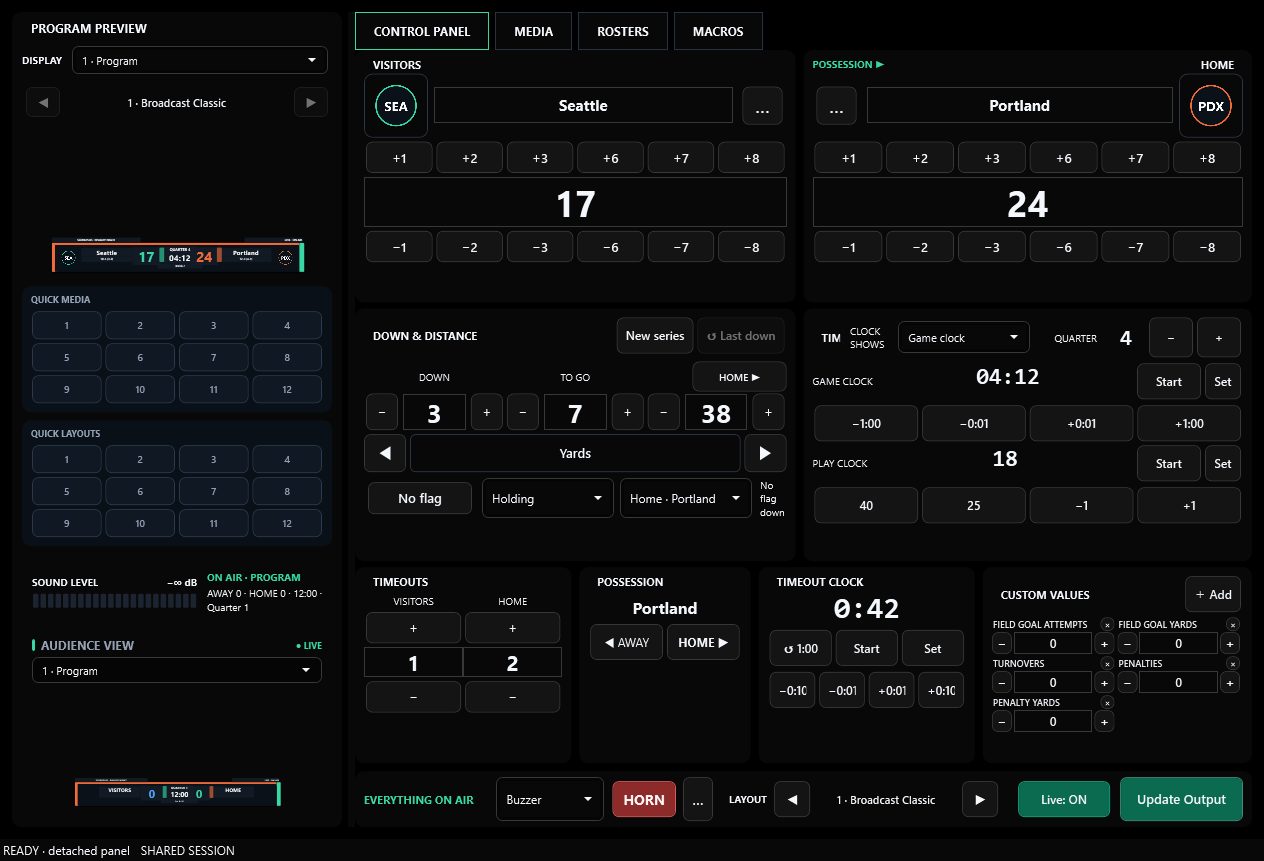 PROGRAM PREVIEW
DISPLAY
1 · Program
◀ 1 · Broadcast Classic ▶
SEA Seattle 17 QUARTER 4 04:12 24 Portland PDX
QUICK MEDIA
1 2 3 4
5 6 7 8
9 10 11 12
QUICK LAYOUTS
1 2 3 4
5 6 7 8
9 10 11 12
SOUND LEVEL −∞ dB
ON AIR · PROGRAM
AWAY 0 · HOME 0 · 12:00 ·
Quarter 1
AUDIENCE VIEW • LIVE
1 · Program
VISITORS 0 12:00 0 HOME
CONTROL PANEL MEDIA ROSTERS MACROS
VISITORS
SEA Seattle ...
+1 +2 +3 +6 +7 +8
17
−1 −2 −3 −6 −7 −8
POSSESSION ▶ HOME
... Portland PDX
+1 +2 +3 +6 +7 +8
24
−1 −2 −3 −6 −7 −8
DOWN & DISTANCE New series ↺ Last down
DOWN TO GO HOME ▶
− 3 + − 7 + − 38 +
◀ Yards ▶
No flag Holding Home · Portland
No
flag
down
TIM
CLOCK
SHOWS
Game clock QUARTER 4 − +
GAME CLOCK 04:12 Start Set
−1:00 −0:01 +0:01 +1:00
PLAY CLOCK 18 Start Set
40 25 −1 +1
TIMEOUTS
VISITORS HOME
+ +
1 2
− −
POSSESSION
Portland
◀ AWAY HOME ▶
TIMEOUT CLOCK
0:42
↺ 1:00 Start Set
−0:10 −0:01 +0:01 +0:10
CUSTOM VALUES + Add
FIELD GOAL ATTEMPTS × FIELD GOAL YARDS ×
− 0 + − 0 +
TURNOVERS × PENALTIES ×
− 0 + − 0 +
PENALTY YARDS ×
− 0 +
EVERYTHING ON AIR Buzzer HORN ... LAYOUT ◀ 1 · Broadcast Classic ▶ Live: ON Update Output
READY · detached panel SHARED SESSION